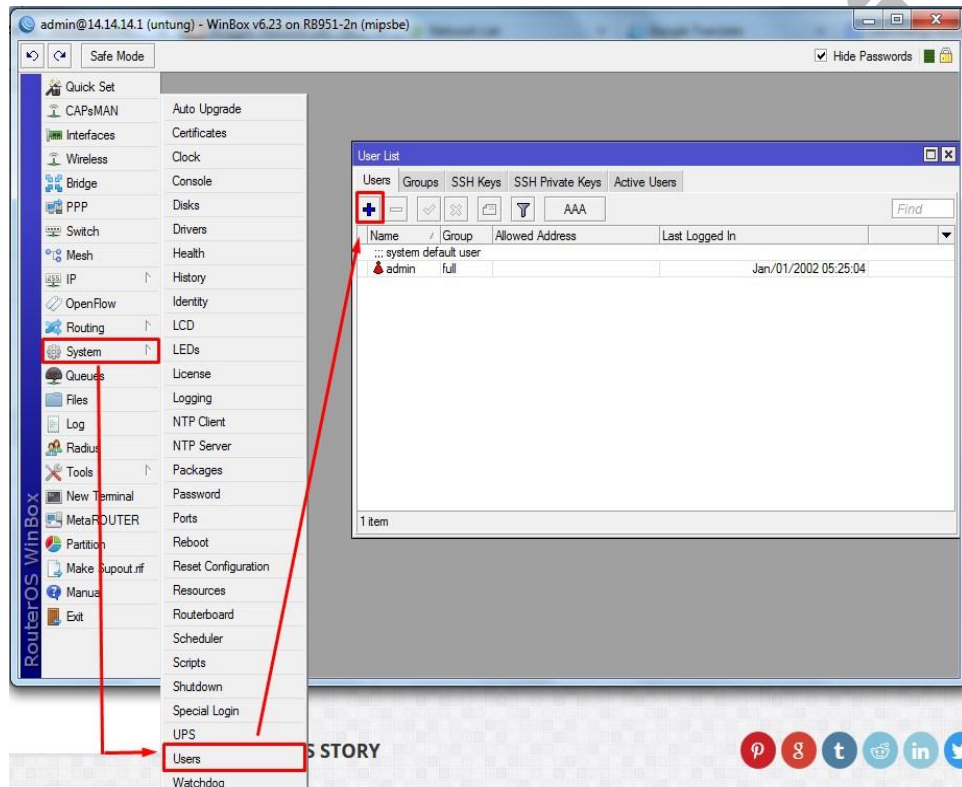 admin@14.14.14.1 (untung) - WinBox v6.23 on RB951-2n (mipsbe)
Safe Mode
Hide Passwords
Quick Set
CAPsMAN
Interfaces
Wireless
Bridge
PPP
Switch
Mesh
IP
OpenFlow
Routing
System
Queues
Files
Log
Radius
Tools
New Terminal
MetaROUTER
Partition
Make Supout.rif
Manual
Exit
RouterOS WinBox
Auto Upgrade
Certificates
Clock
Console
Disks
Drivers
Health
History
Identity
LCD
LEDs
License
Logging
NTP Client
NTP Server
Packages
Password
Ports
Reboot
Reset Configuration
Resources
Routerboard
Scheduler
Scripts
Shutdown
Special Login
UPS
Users
Watchdog
User List
Users Groups SSH Keys SSH Private Keys Active Users
AAA Find
Name / Group Allowed Address Last Logged In
;;; system default user
admin full Jan/01/2002 05:25:04
1 item
S STORY